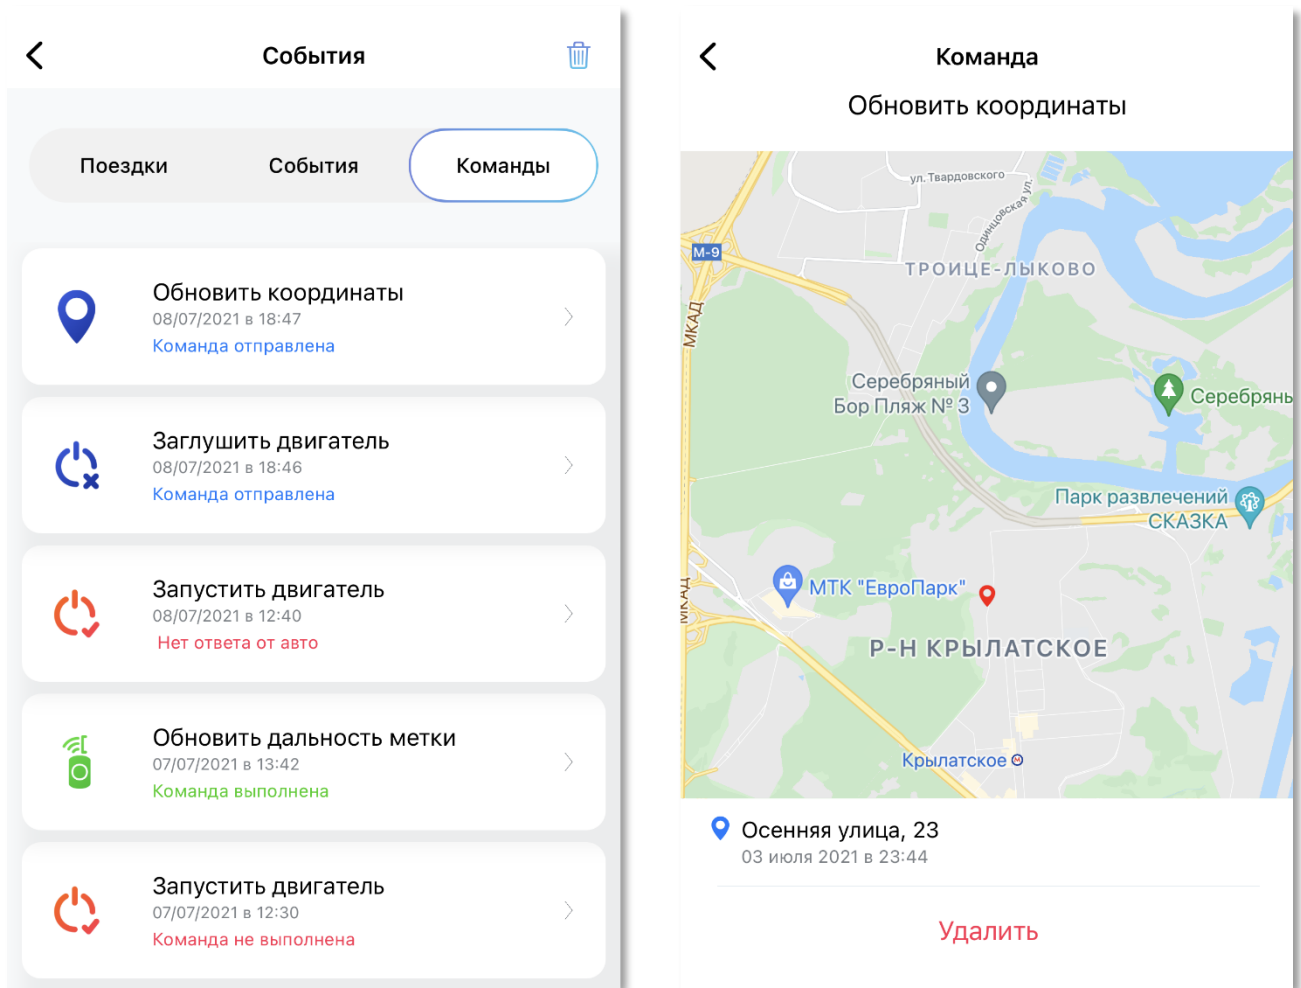 События
Поездки
События
Команды
Обновить координаты
08/07/2021 в 18:47
Команда отправлена
Заглушить двигатель
08/07/2021 в 18:46
Команда отправлена
Запустить двигатель
08/07/2021 в 12:40
Нет ответа от авто
Обновить дальность метки
07/07/2021 в 13:42
Команда выполнена
Запустить двигатель
07/07/2021 в 12:30
Команда не выполнена
Команда
Обновить координаты
ул. Твардовского
Одинцовская ул.
М-9
ТРОИЦЕ-ЛЫКОВО
МКАД
Серебряный
Бор Пляж № 3
Серебрянь
Парк развлечений
СКАЗКА
МТК "ЕвроПарк"
МКАД
Р-Н КРЫЛАТСКОЕ
Крылатское
Осенняя улица, 23
03 июля 2021 в 23:44
Удалить